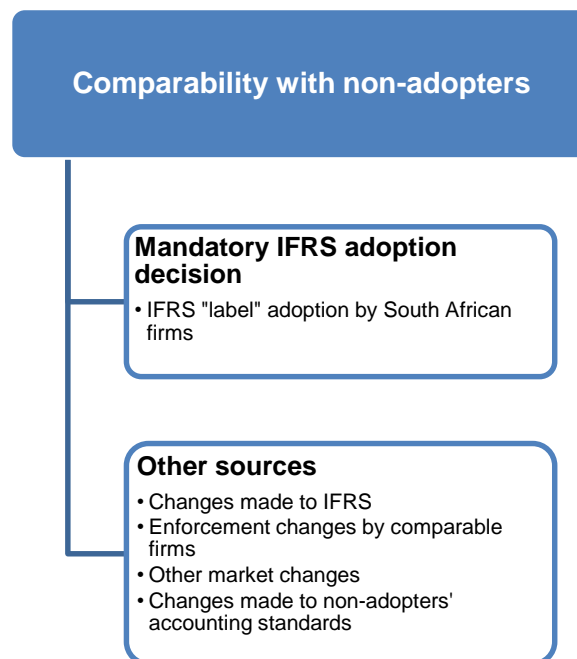 Comparability with non-adopters
Mandatory IFRS adoption
decision
• IFRS "label" adoption by South African
firms
Other sources
• Changes made to IFRS
• Enforcement changes by comparable
firms
• Other market changes
• Changes made to non-adopters'
accounting standards